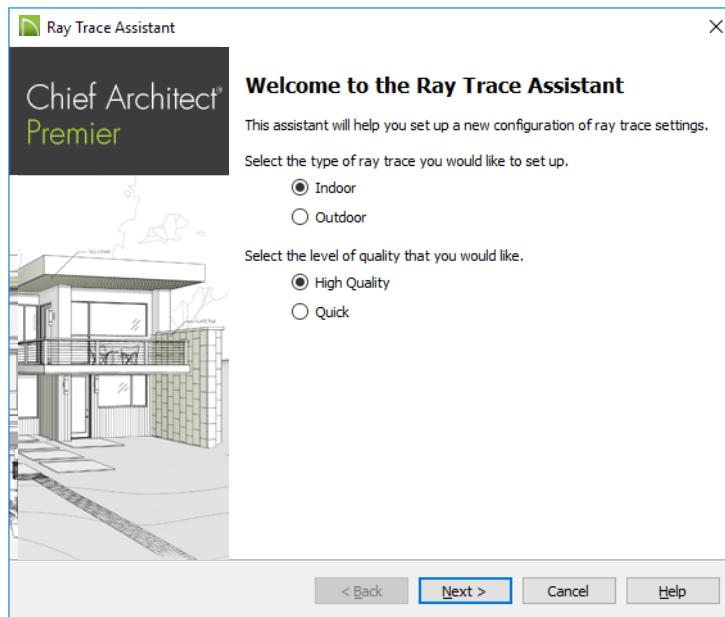 Ray Trace Assistant
Chief Architect®
Premier
Welcome to the Ray Trace Assistant
This assistant will help you set up a new configuration of ray trace settings.
Select the type of ray trace you would like to set up.
Indoor
Outdoor
Select the level of quality that you would like.
High Quality
Quick
< Back
Next >
Cancel
Help